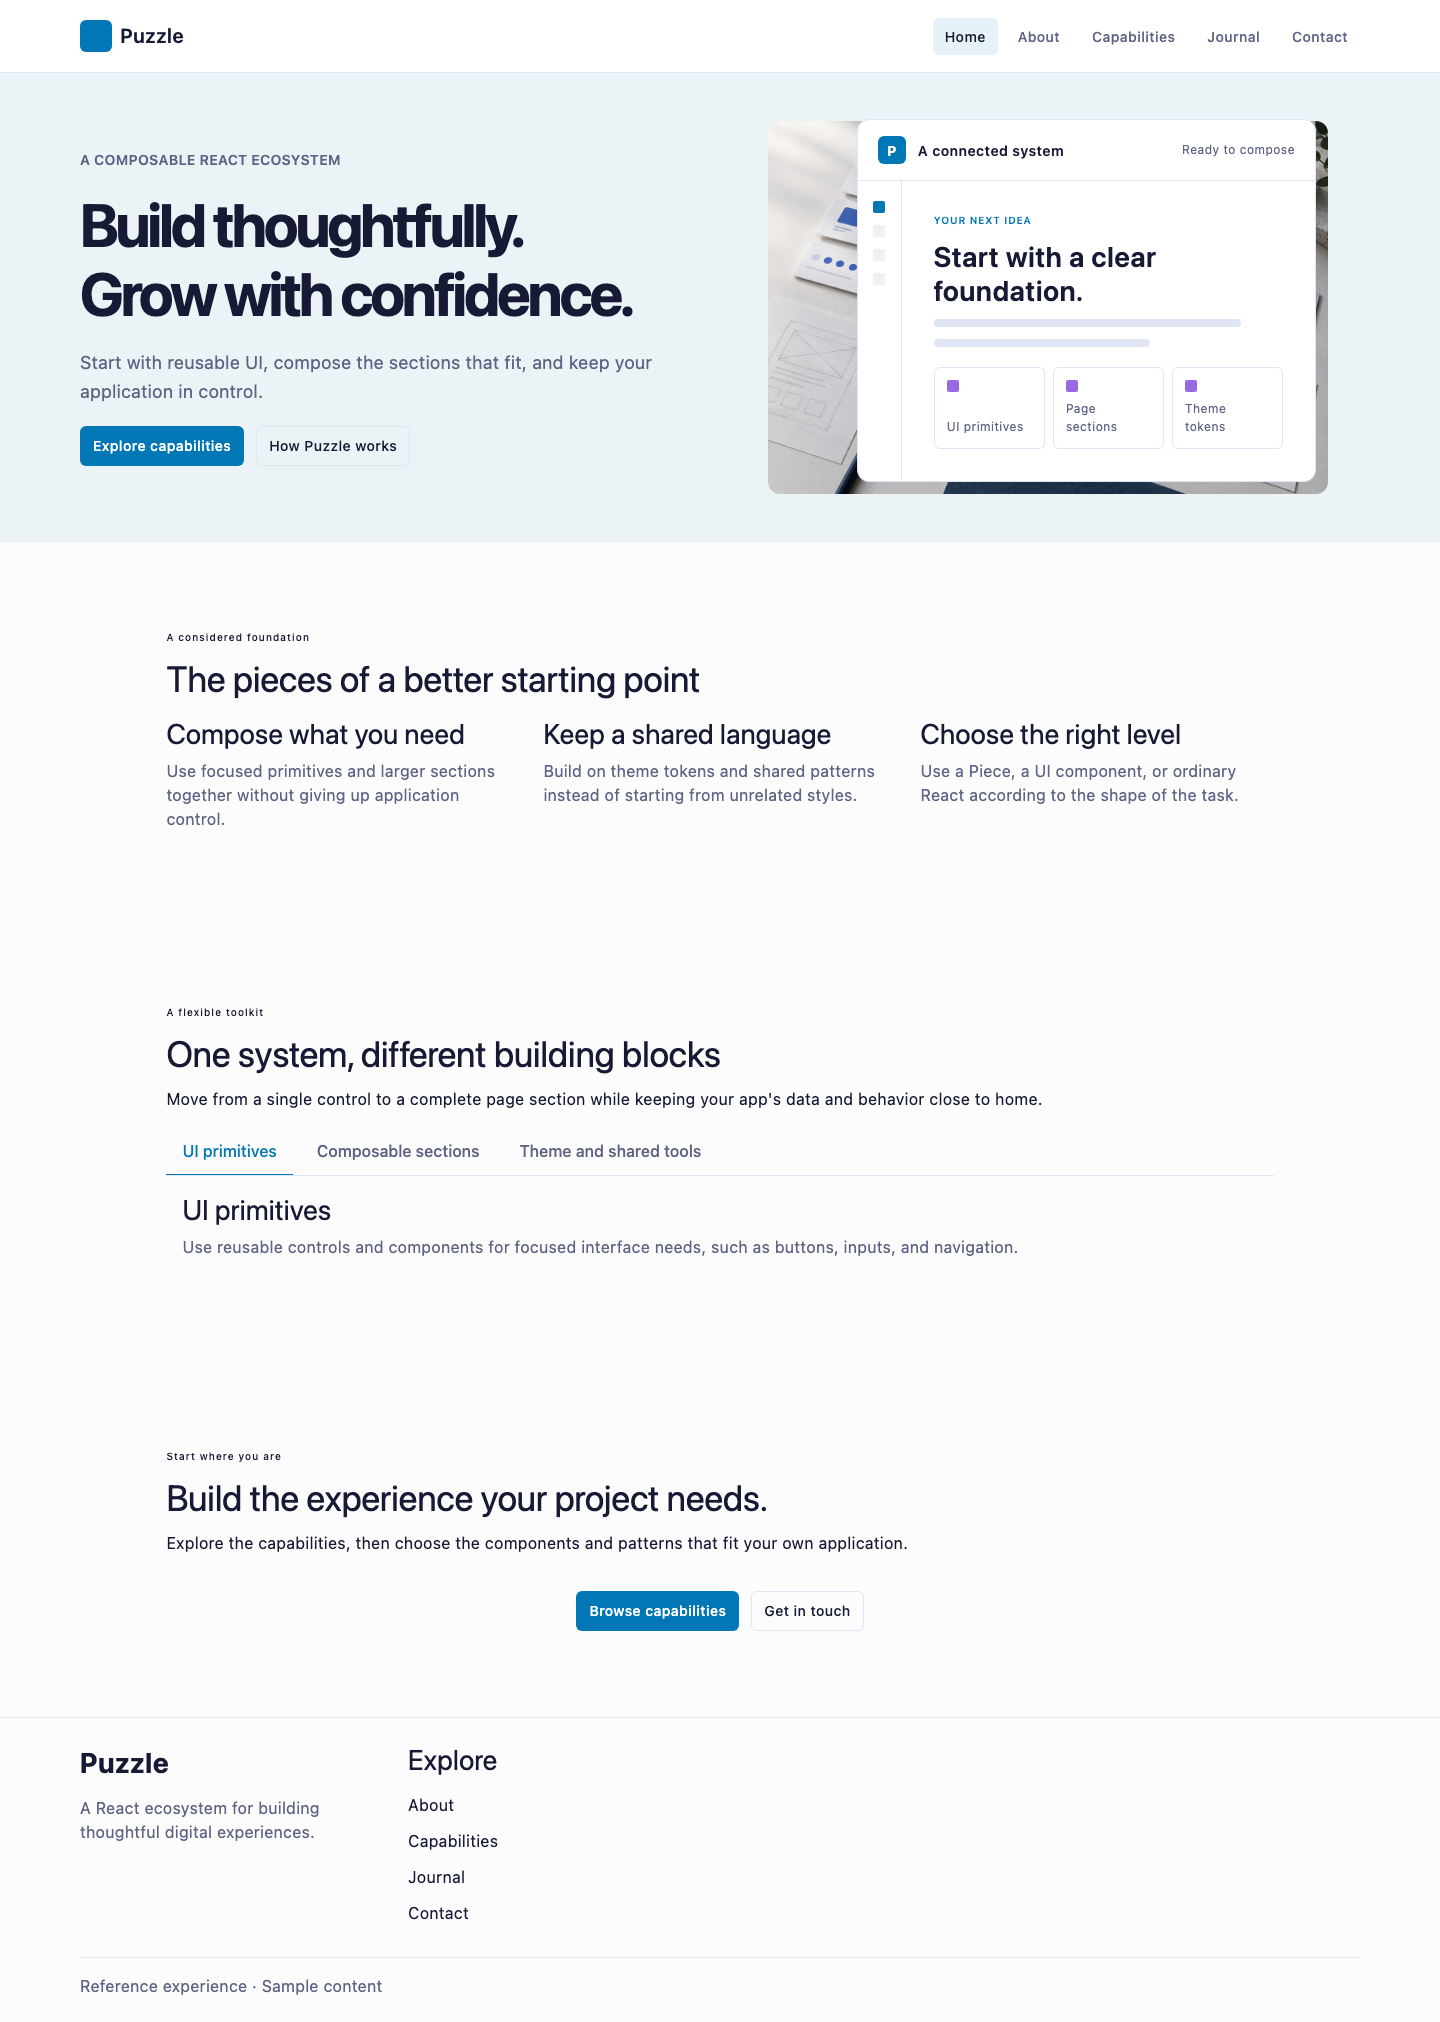 Puzzle
Home
About
Capabilities
Journal
Contact
A COMPOSABLE REACT ECOSYSTEM
Build thoughtfully.
Grow with confidence.
Start with reusable UI, compose the sections that fit, and keep your
application in control.
Explore capabilities
How Puzzle works
P
A connected system
Ready to compose
YOUR NEXT IDEA
Start with a clear
foundation.
UI primitives
Page
sections
Theme
tokens
A considered foundation
The pieces of a better starting point
Compose what you need
Use focused primitives and larger sections
together without giving up application
control.
Keep a shared language
Build on theme tokens and shared patterns
instead of starting from unrelated styles.
Choose the right level
Use a Piece, a UI component, or ordinary
React according to the shape of the task.
A flexible toolkit
One system, different building blocks
Move from a single control to a complete page section while keeping your app's data and behavior close to home.
UI primitives
Composable sections
Theme and shared tools
UI primitives
Use reusable controls and components for focused interface needs, such as buttons, inputs, and navigation.
Start where you are
Build the experience your project needs.
Explore the capabilities, then choose the components and patterns that fit your own application.
Browse capabilities
Get in touch
Puzzle
A React ecosystem for building
thoughtful digital experiences.
Explore
About
Capabilities
Journal
Contact
Reference experience · Sample content